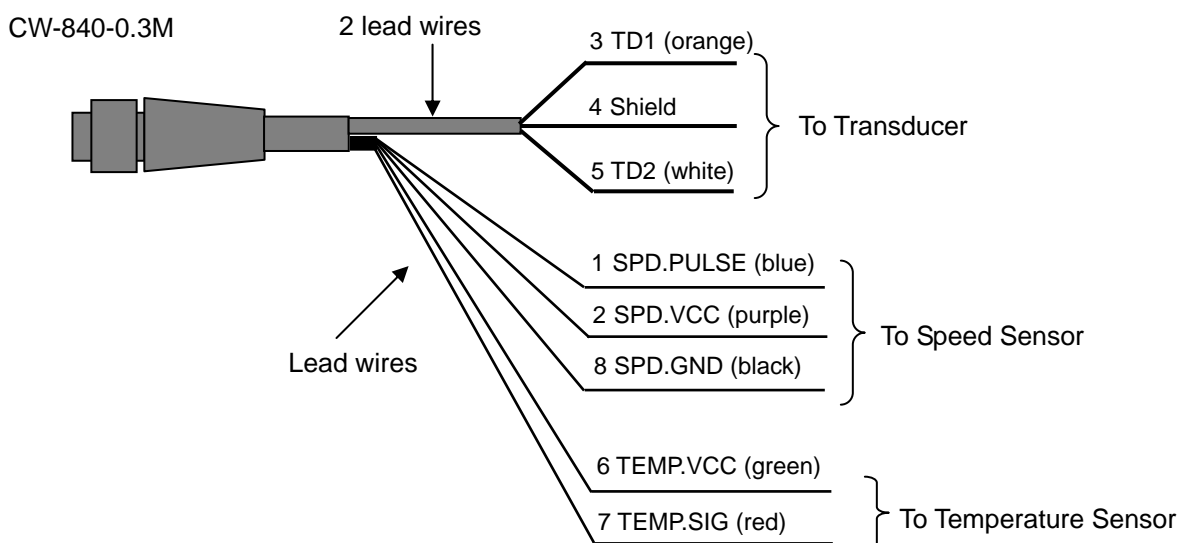 CW-840-0.3M
2 lead wires
3 TD1 (orange)
4 Shield
5 TD2 (white)
To Transducer
1 SPD.PULSE (blue)
2 SPD.VCC (purple)
8 SPD.GND (black)
To Speed Sensor
Lead wires
6 TEMP.VCC (green)
7 TEMP.SIG (red)
To Temperature Sensor